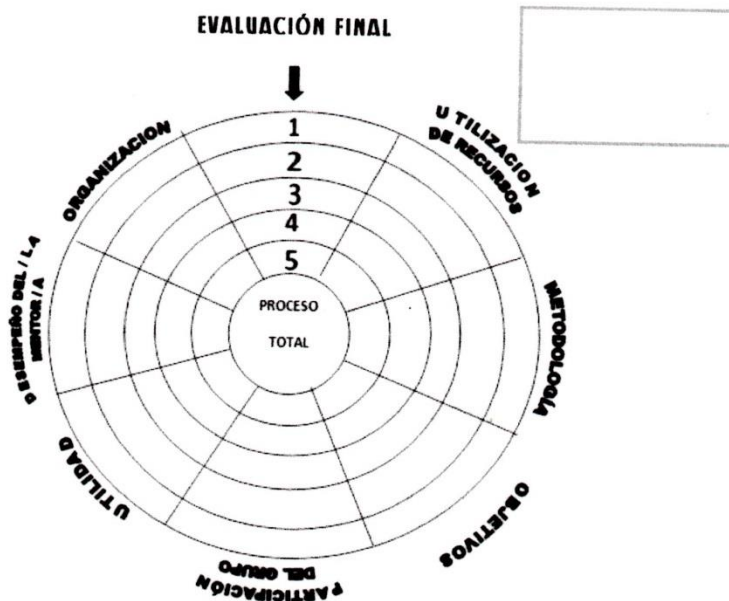 EVALUACIÓN FINAL
1
2
3
4
5
PROCESO
TOTAL
U TILIZACION
DE RECURSOS
METODOLOGÍA
OBJETIVOS
PARTICIPACIÓN
DEL GRUPO
UTILIDAD
DESEMPEÑO DEL / LA
MENTOR / A
ORGANIZACION